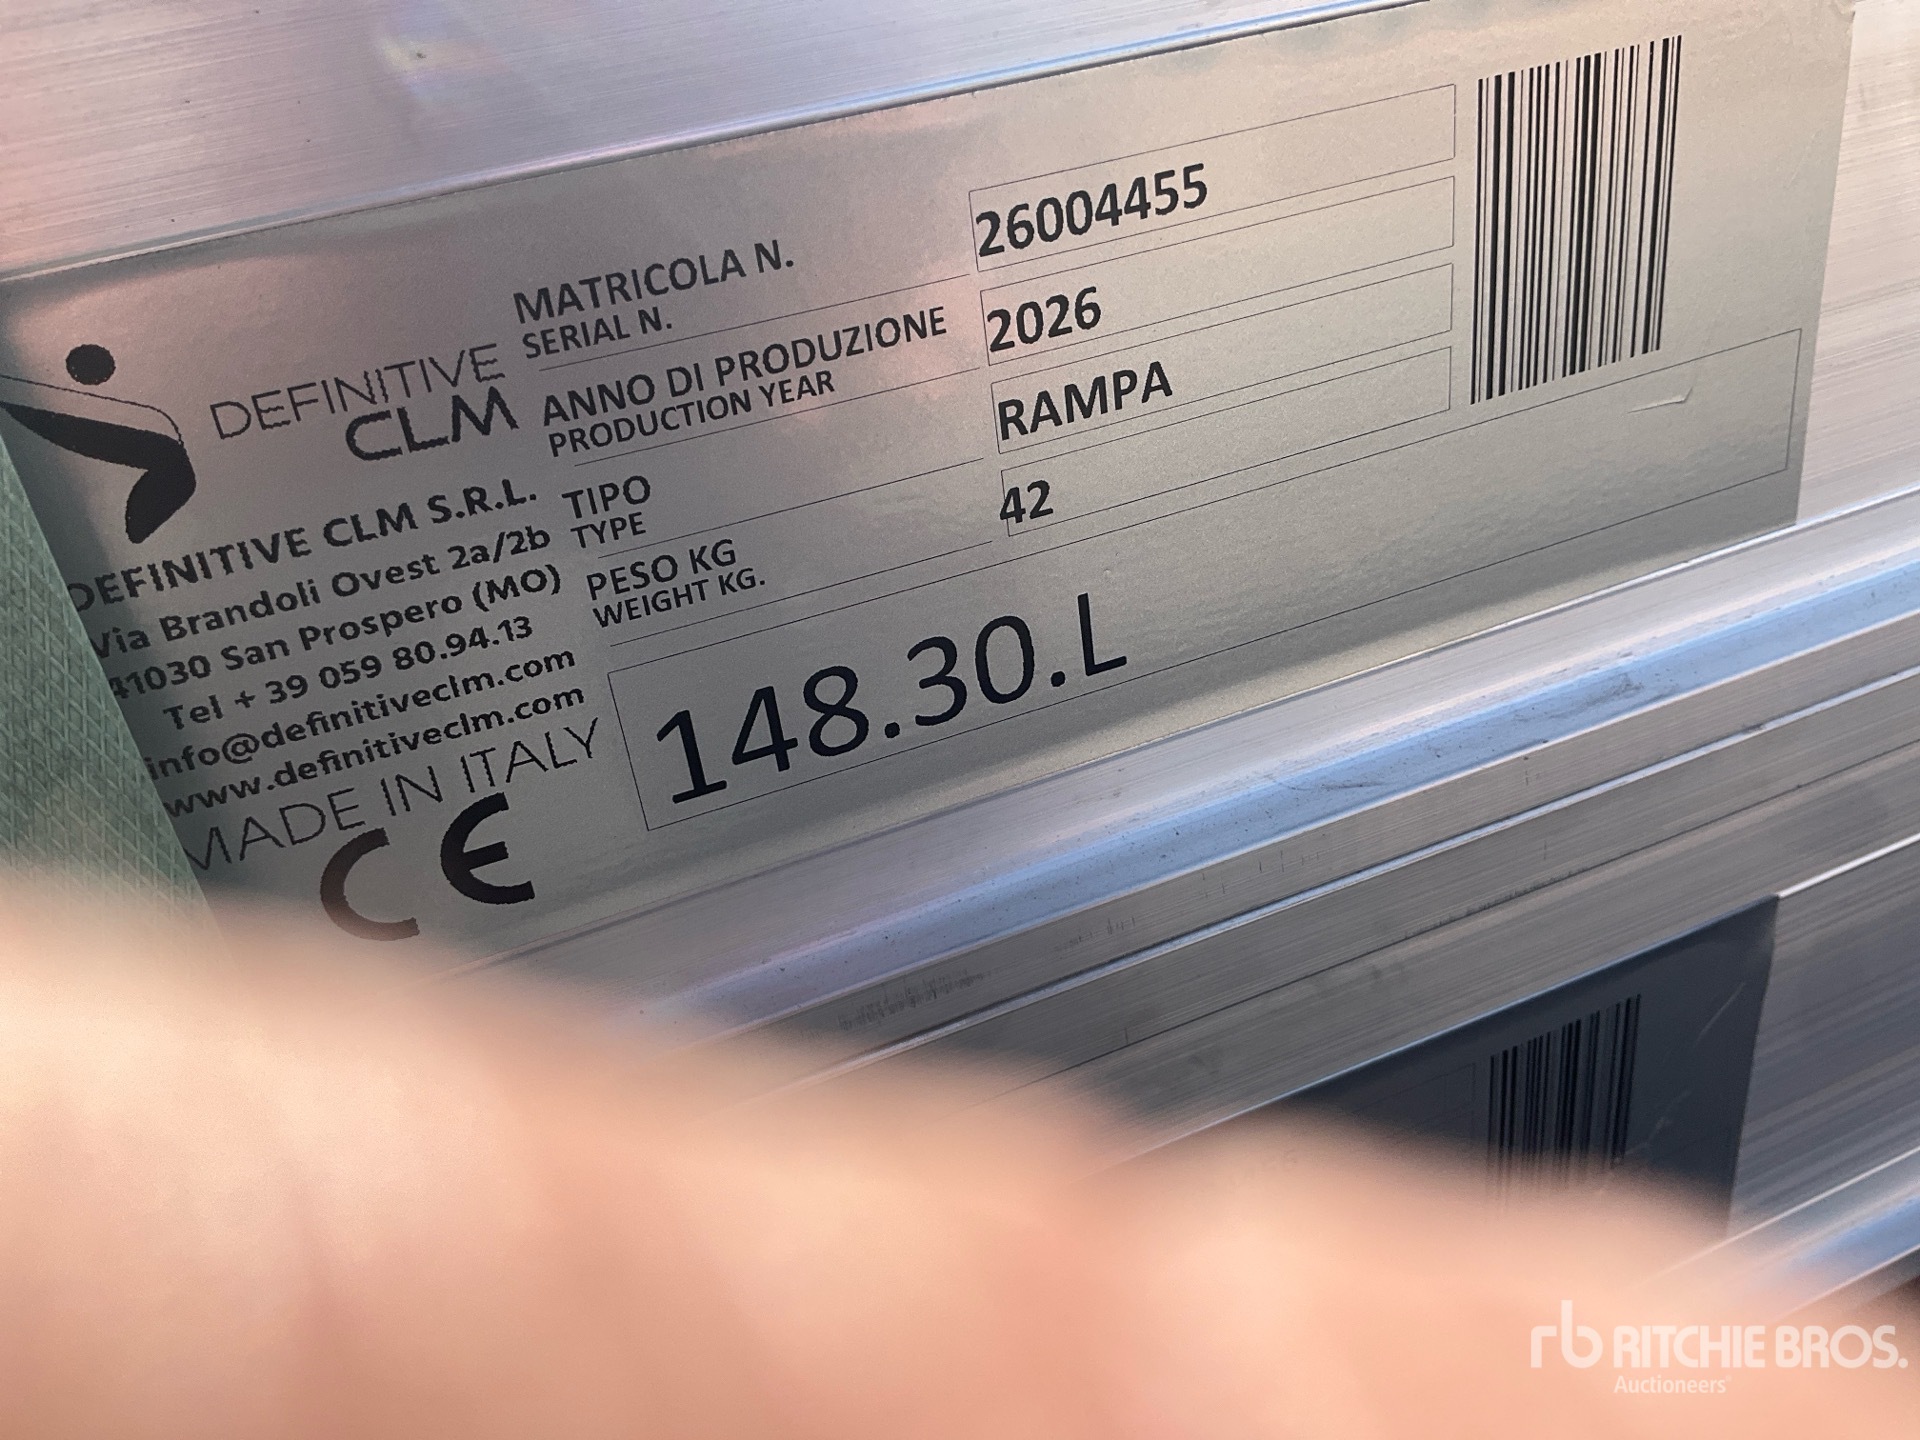 DEFINITIVE
CLM
DEFINITIVE CLM S.R.L.
Via Brandoli Ovest 2a/2b
41030 San Prospero (MO)
Tel + 39 059 80.94.13
info@definitiveclm.com
www.definitiveclm.com
MADE IN ITALY
CE
MATRICOLA N.
SERIAL N.
26004455
ANNO DI PRODUZIONE
PRODUCTION YEAR
2026
TIPO
TYPE
RAMPA
PESO KG
WEIGHT KG.
42
148.30.L
rb RITCHIE BROS.
Auctioneers